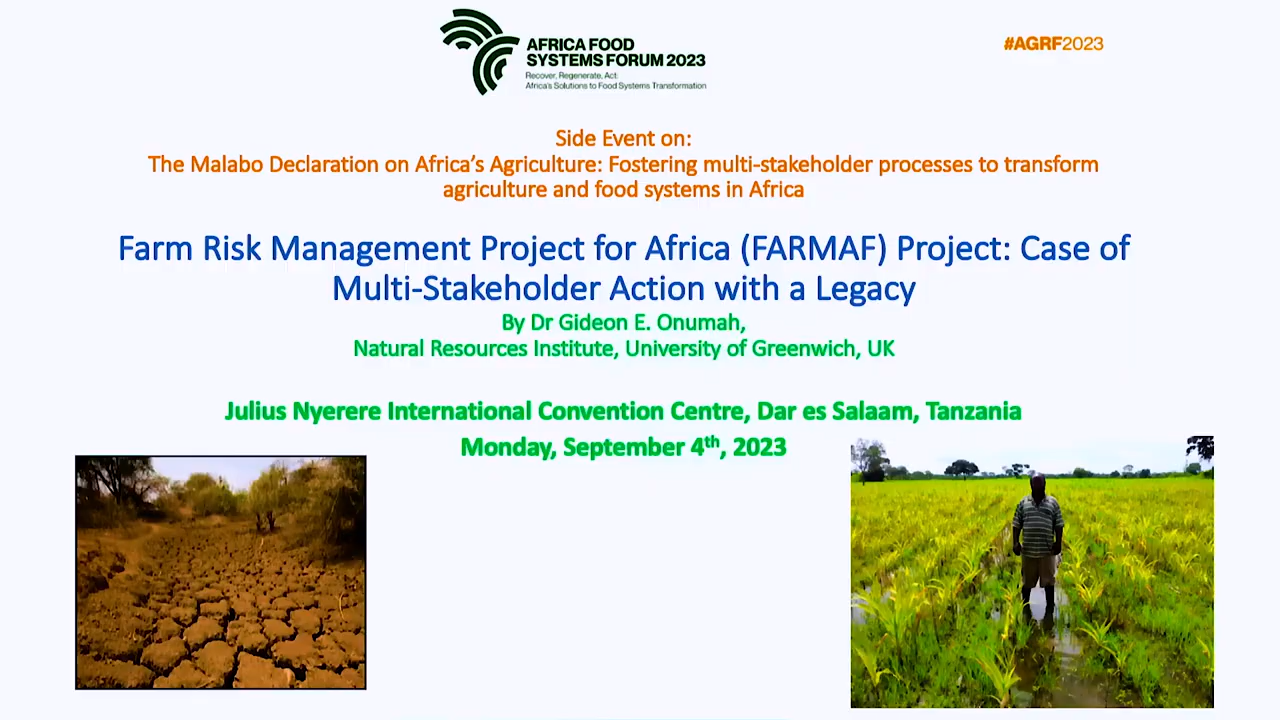 AFRICA FOOD
SYSTEMS FORUM 2023
Recover, Regenerate, Act:
Africa's Solutions to Food Systems Transformation
#AGRF2023
Side Event on:
The Malabo Declaration on Africa's Agriculture: Fostering multi-stakeholder processes to transform
agriculture and food systems in Africa
Farm Risk Management Project for Africa (FARMAF) Project: Case of
Multi-Stakeholder Action with a Legacy
By Dr Gideon E. Onumah,
Natural Resources Institute, University of Greenwich, UK
Julius Nyerere International Convention Centre, Dar es Salaam, Tanzania
Monday, September 4th, 2023